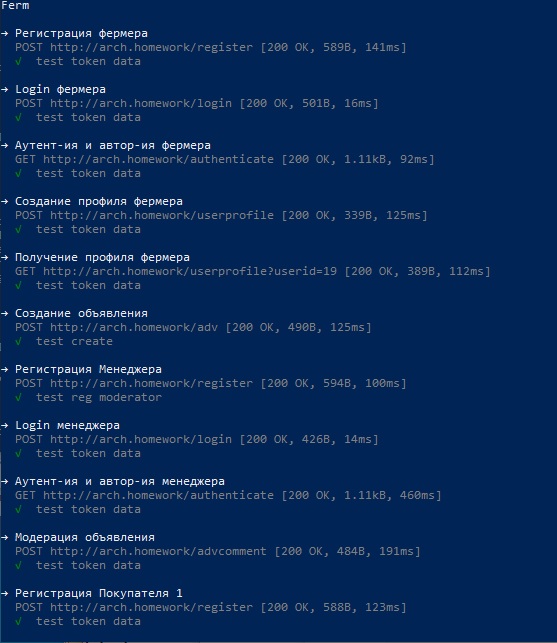 Ferm
→ Регистрация фермера
POST http://arch.homework/register [200 OK, 589B, 141ms]
√ test token data
→ Login фермера
POST http://arch.homework/login [200 OK, 501B, 16ms]
√ test token data
→ Аутент-ия и автор-ия фермера
GET http://arch.homework/authenticate [200 OK, 1.11kB, 92ms]
√ test token data
→ Создание профиля фермера
POST http://arch.homework/userprofile [200 OK, 339B, 125ms]
√ test token data
→ Получение профиля фермера
GET http://arch.homework/userprofile?userid=19 [200 OK, 389B, 112ms]
√ test token data
→ Создание объявления
POST http://arch.homework/adv [200 OK, 490B, 125ms]
√ test create
→ Регистрация Менеджера
POST http://arch.homework/register [200 OK, 594B, 100ms]
√ test reg moderator
→ Login менеджера
POST http://arch.homework/login [200 OK, 426B, 14ms]
√ test token data
→ Аутент-ия и автор-ия менеджера
GET http://arch.homework/authenticate [200 OK, 1.11kB, 460ms]
√ test token data
→ Модерация объявления
POST http://arch.homework/advcomment [200 OK, 484B, 191ms]
√ test token data
→ Регистрация Покупателя 1
POST http://arch.homework/register [200 OK, 588B, 123ms]
√ test token data